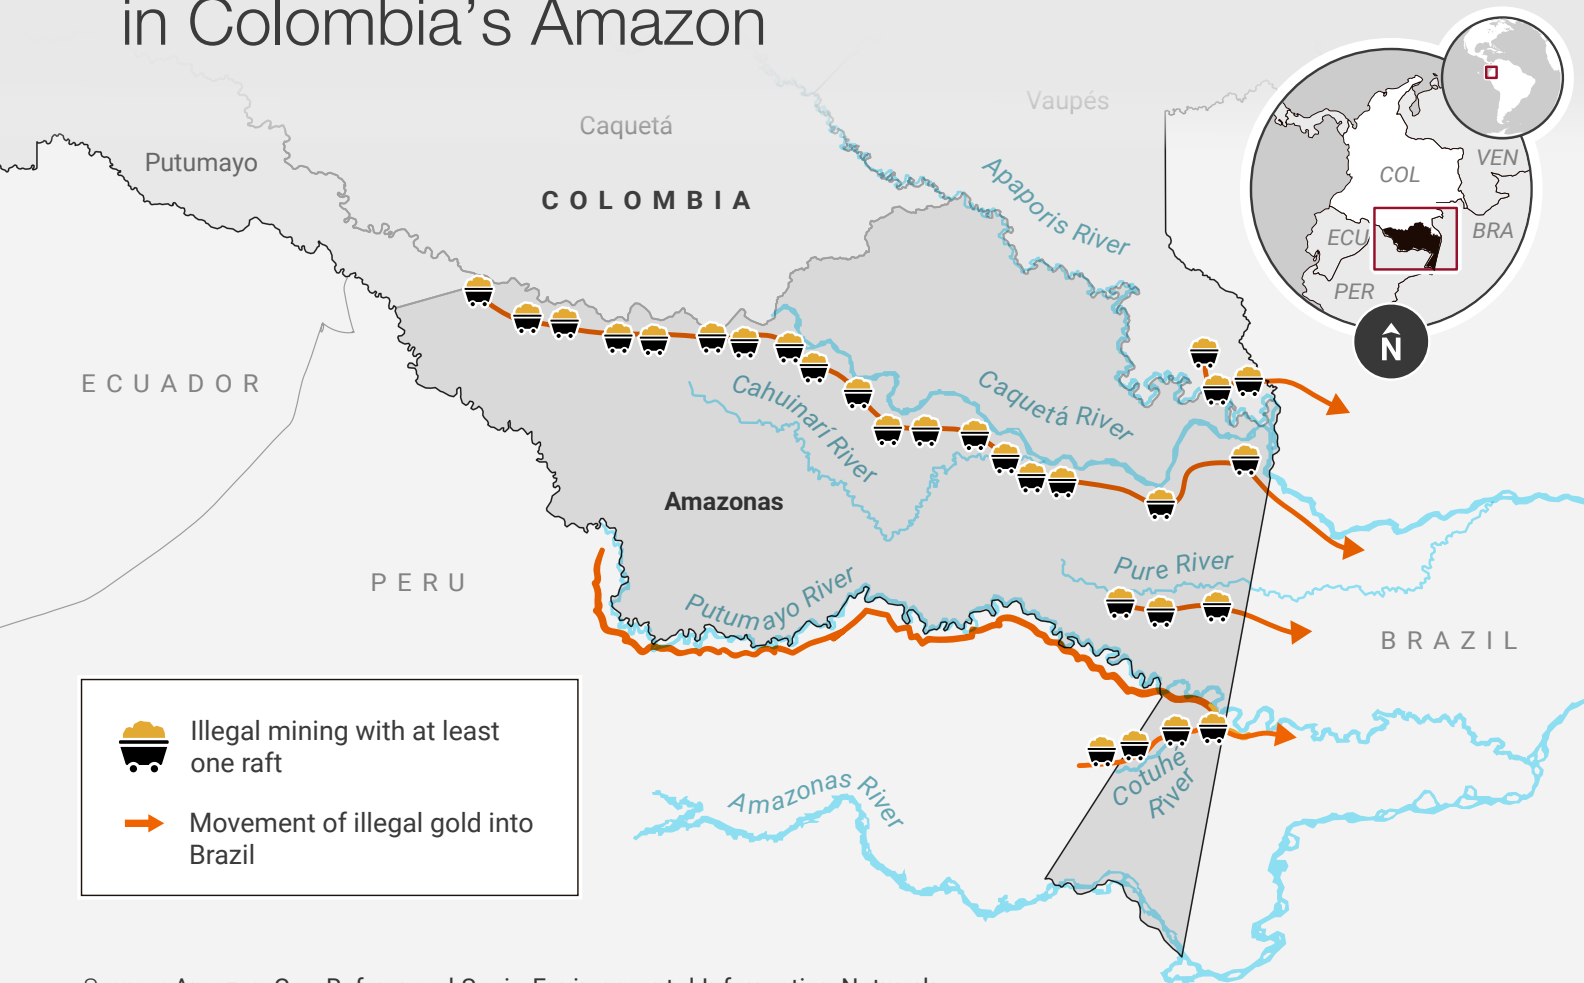 in Colombia's Amazon
Vaupés
Caquetá
Putumayo
COLOMBIA
Apaporis River
COL
VEN
ECU
BRA
PER
N
ECUADOR
Cahuinarí River
Caquetá River
Amazonas
PERU
Pure River
Putumayo River
BRAZIL
Illegal mining with at least
one raft
Movement of illegal gold into
Brazil
Cotuhé
River
Amazonas River